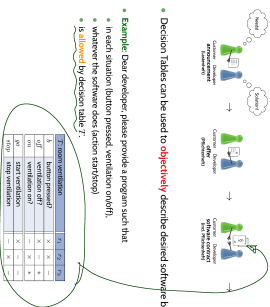 Needs!
Solution!
Customer Developer
announcement
(Lastenheft)
Customer Developer
offer
(Pflichtenheft)
Customer Developer
software contract
(incl. Pflichtenheft)
• Decision Tables can be used to objectively describe desired software b
• Example: Dear developer, please provide a program such that
• in each situation (button pressed, ventilation on/off),
• whatever the software does (action start/stop)
• is allowed by decision table T:
T: room ventilation r₁ r₂ r₃
b button pressed? × × −
off ventilation off? × − ∗
on ventilation on? − × ∗
go start ventilation × − −
stop stop ventilation − × −